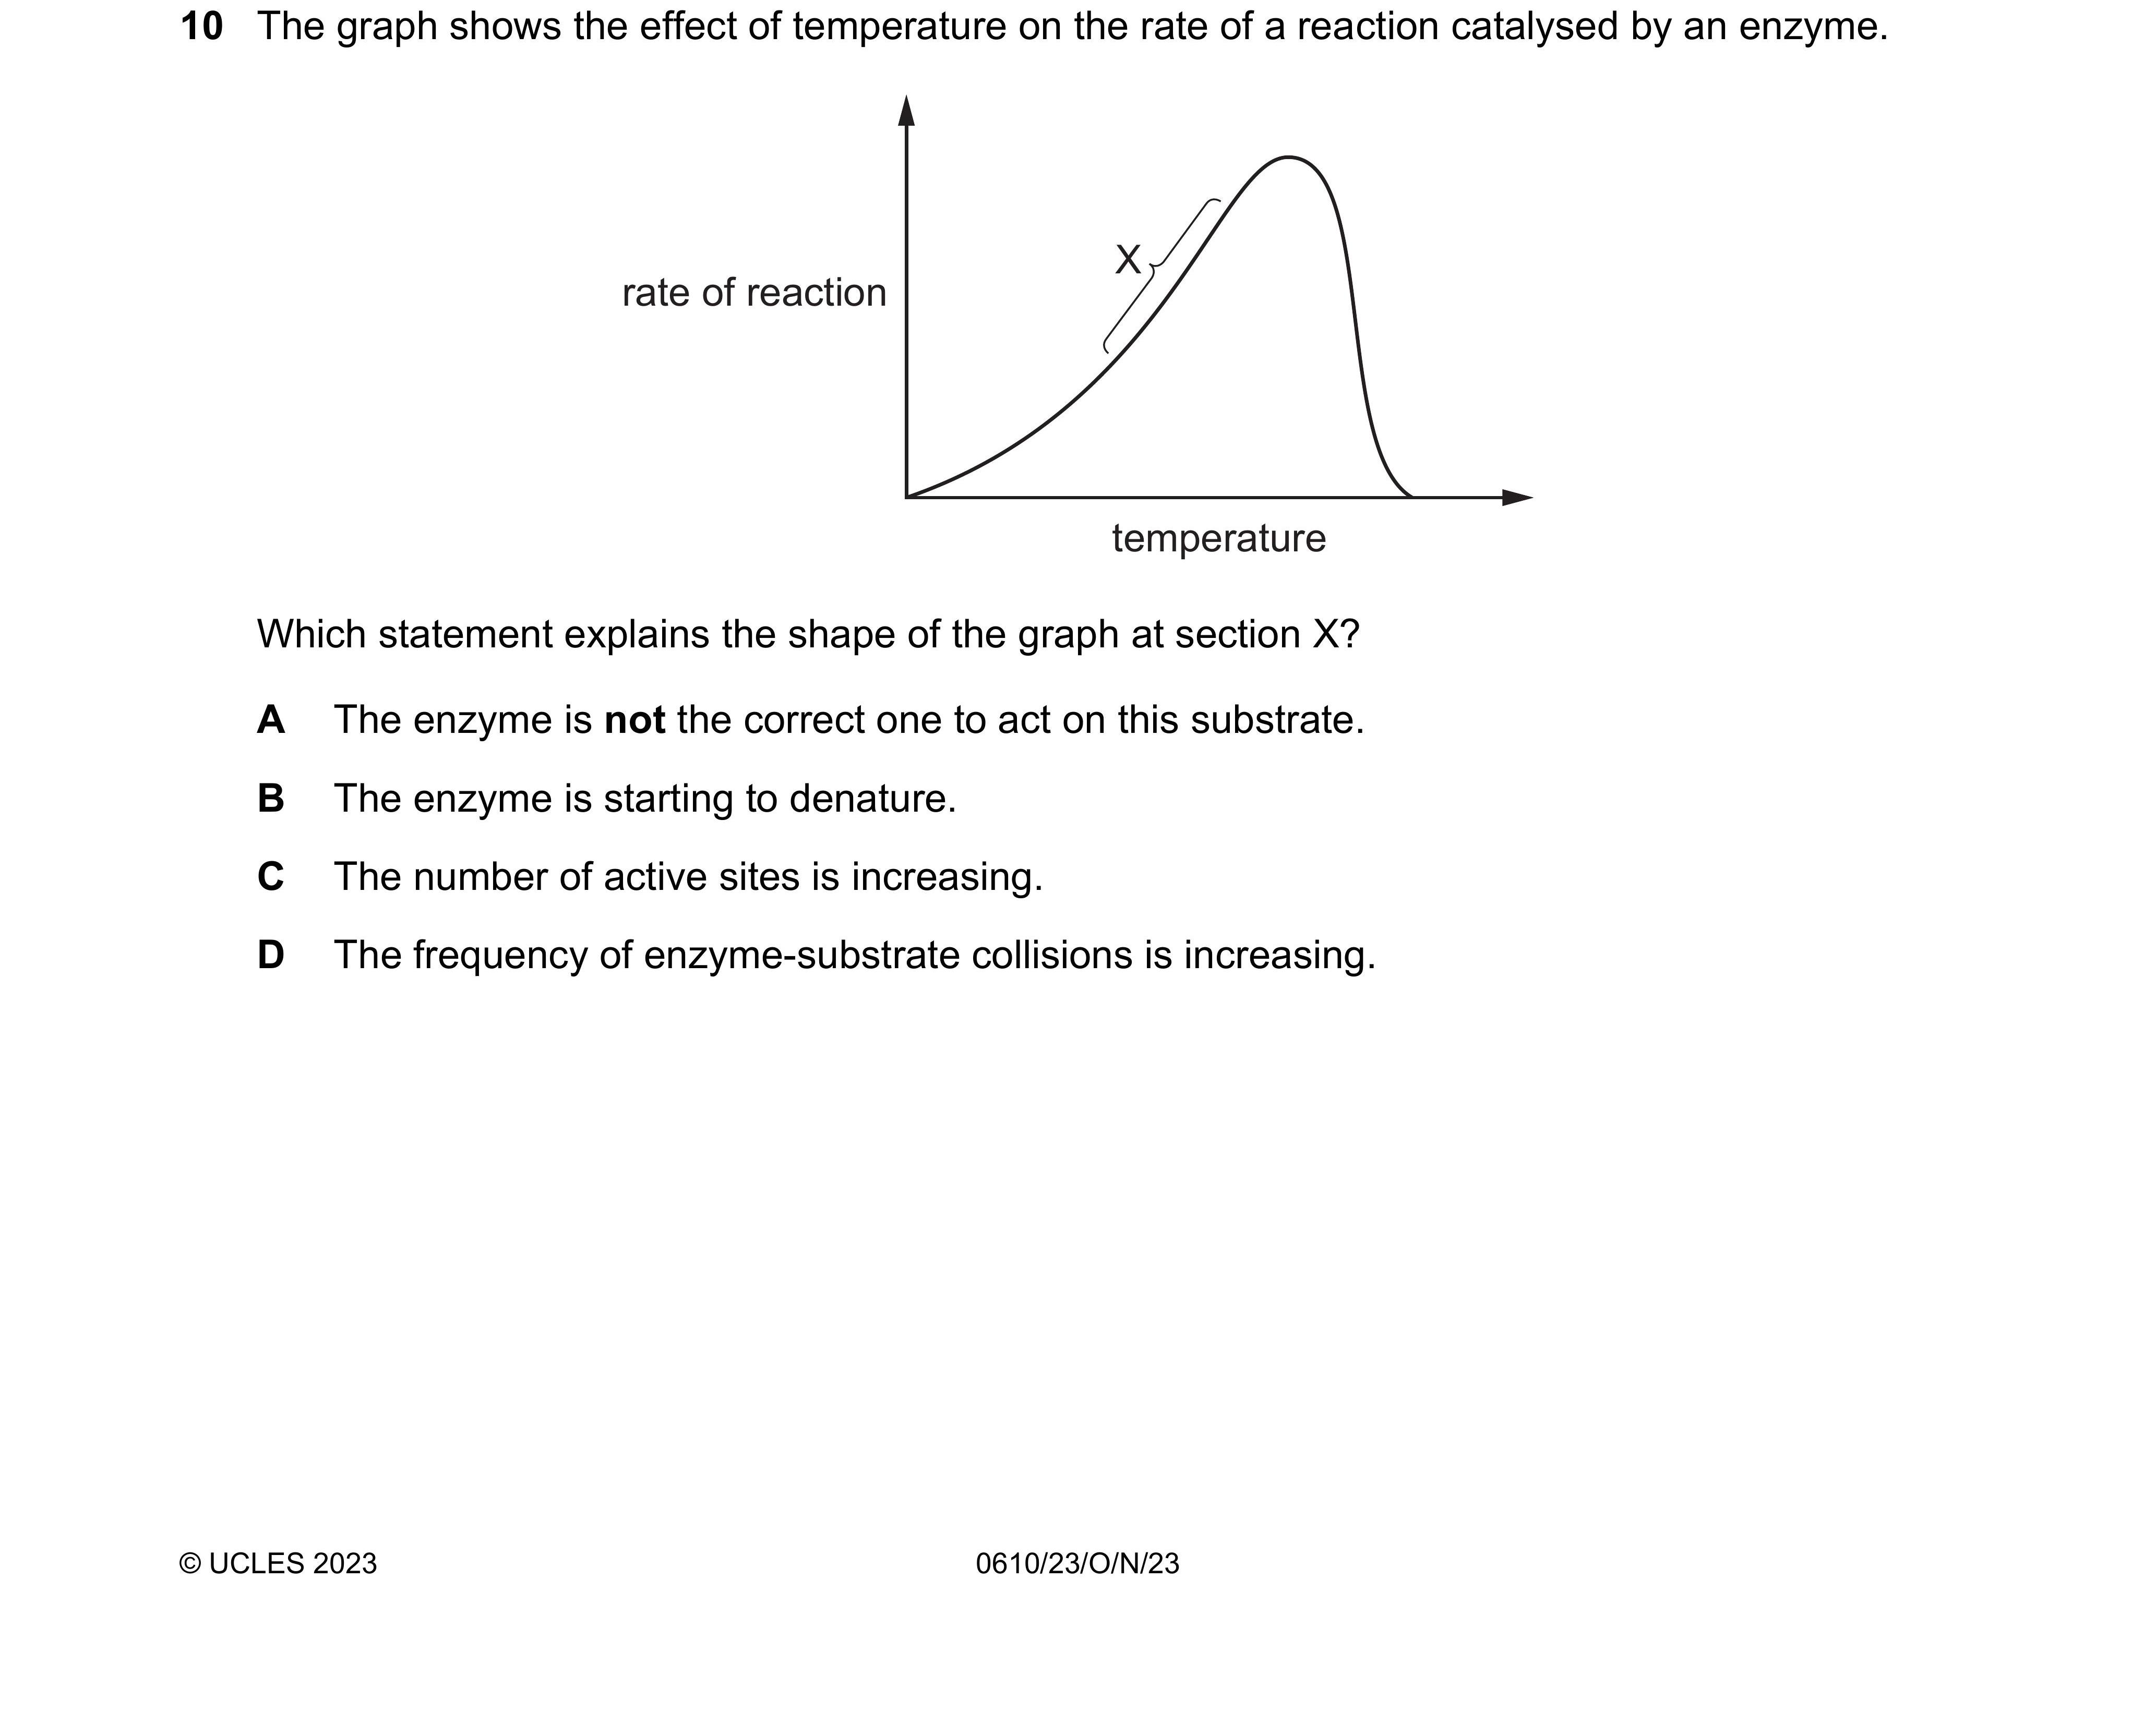 10 The graph shows the effect of temperature on the rate of a reaction catalysed by an enzyme.
X
rate of reaction
temperature
Which statement explains the shape of the graph at section X?
A The enzyme is not the correct one to act on this substrate.
B The enzyme is starting to denature.
C The number of active sites is increasing.
D The frequency of enzyme-substrate collisions is increasing.
© UCLES 2023 0610/23/O/N/23